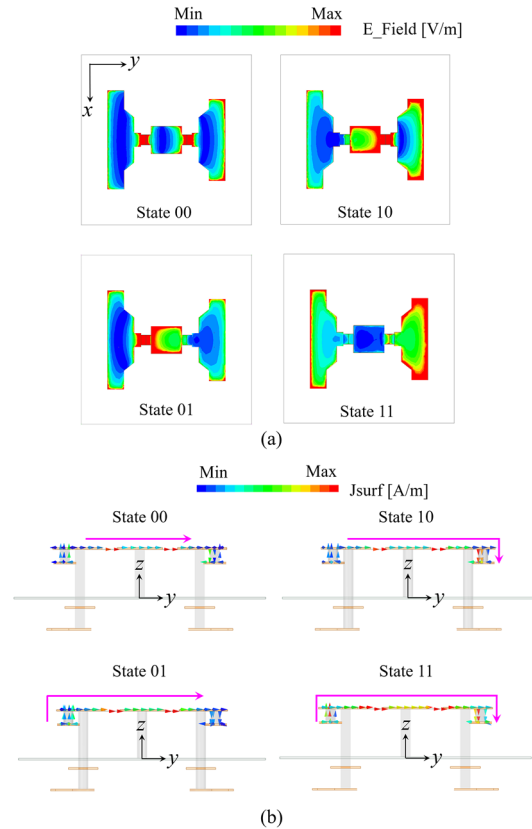 Min Max
E_Field [V/m]
y
x
State 00 State 10
State 01 State 11
(a)
Min Max
Jsurf [A/m]
State 00 State 10
z z
y y
State 01 State 11
z z
y y
(b)